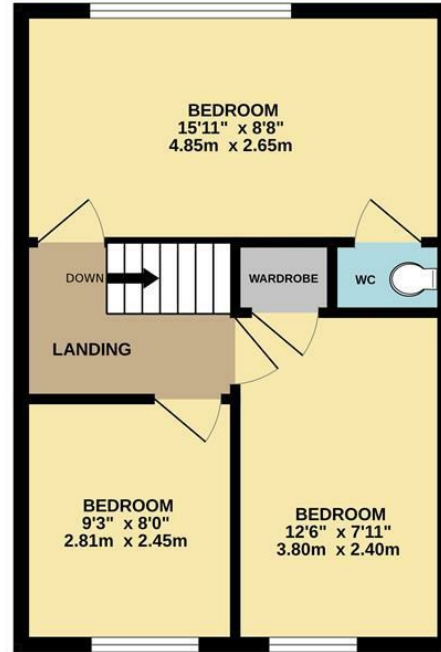 BEDROOM
15'11" x 8'8"
4.85m x 2.65m
DOWN
WARDROBE
WC
LANDING
BEDROOM
9'3" x 8'0"
2.81m x 2.45m
BEDROOM
12'6" x 7'11"
3.80m x 2.40m